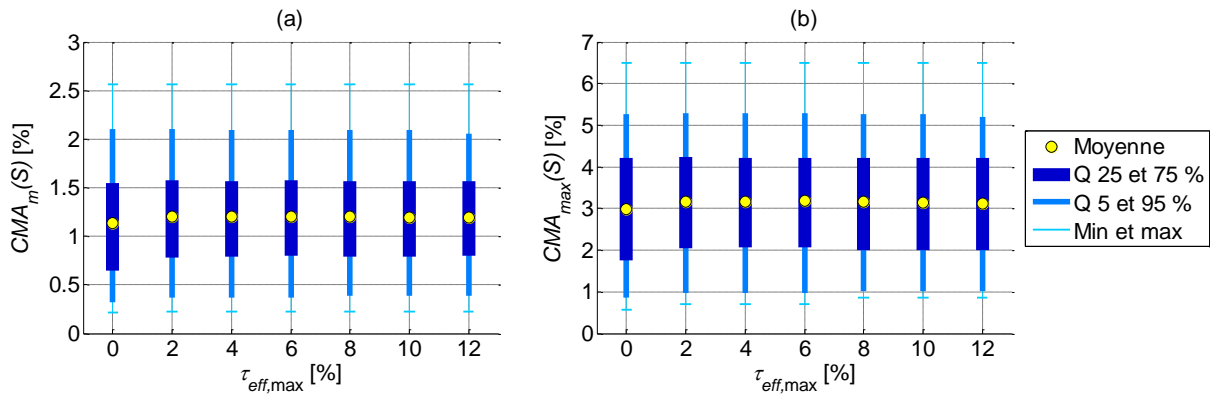 (a)
CMA_m(S) [%]
3
2.5
2
1.5
1
0.5
0
0 2 4 6 8 10 12
τ_eff,max [%]
(b)
CMA_max(S) [%]
7
6
5
4
3
2
1
0
0 2 4 6 8 10 12
τ_eff,max [%]
Moyenne
Q 25 et 75 %
Q 5 et 95 %
Min et max